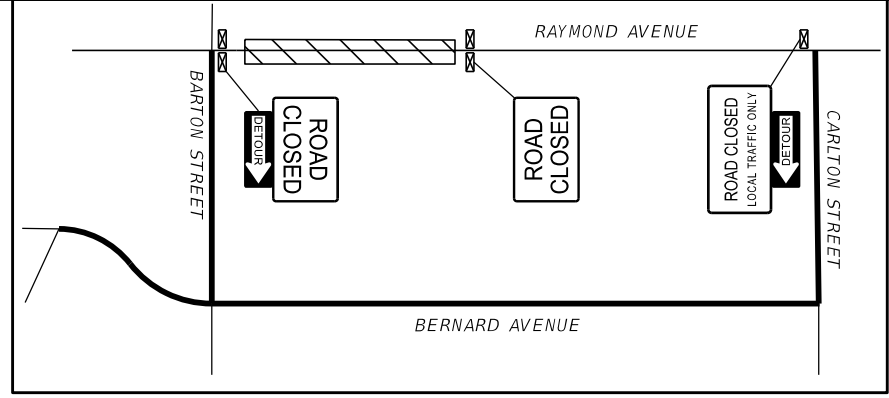 RAYMOND AVENUE
BARTON STREET
DETOUR
ROAD
CLOSED
ROAD
CLOSED
ROAD CLOSED
LOCAL TRAFFIC ONLY
DETOUR
CARLTON STREET
BERNARD AVENUE